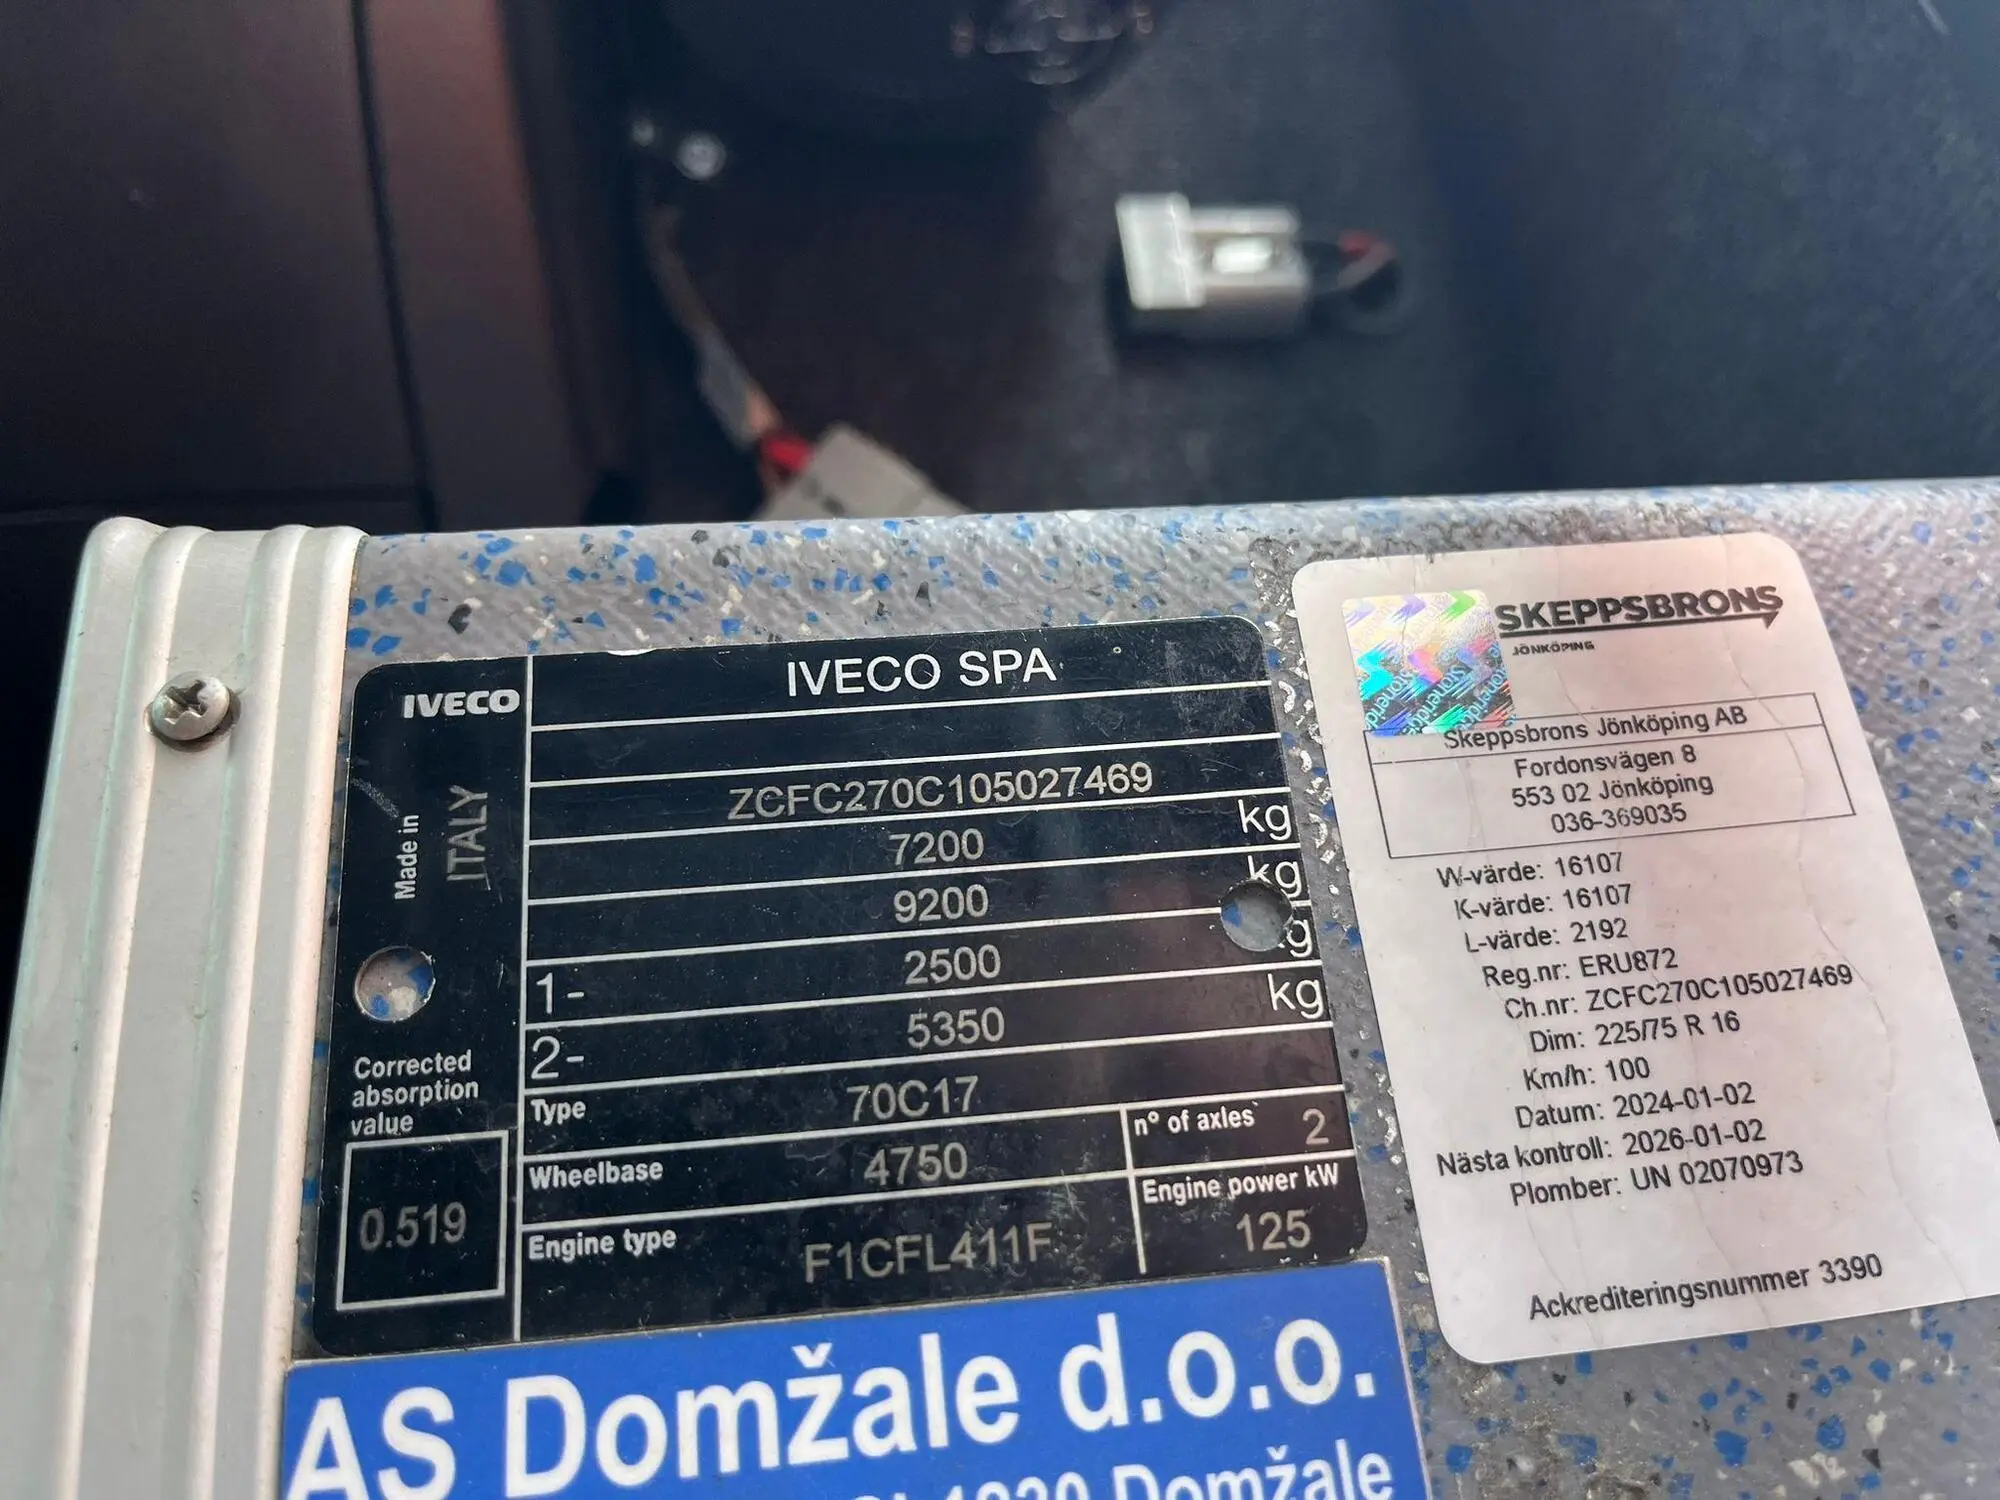 IVECO
IVECO SPA
Made in
ITALY
ZCFC270C105027469
7200 kg
9200 kg
1- 2500 kg
2- 5350 kg
Corrected
absorption
value
0.519
Type 70C17
n° of axles 2
Wheelbase 4750
Engine power kW
125
Engine type F1CFL411F
SKEPPSBRONS
JÖNKÖPING
Skeppsbrons Jönköping AB
Fordonsvägen 8
553 02 Jönköping
036-369035
W-värde: 16107
K-värde: 16107
L-värde: 2192
Reg.nr: ERU872
Ch.nr: ZCFC270C105027469
Dim: 225/75 R 16
Km/h: 100
Datum: 2024-01-02
Nästa kontroll: 2026-01-02
Plomber: UN 02070973
Ackrediteringsnummer 3390
AS Domžale d.o.o.
1230 Domžale